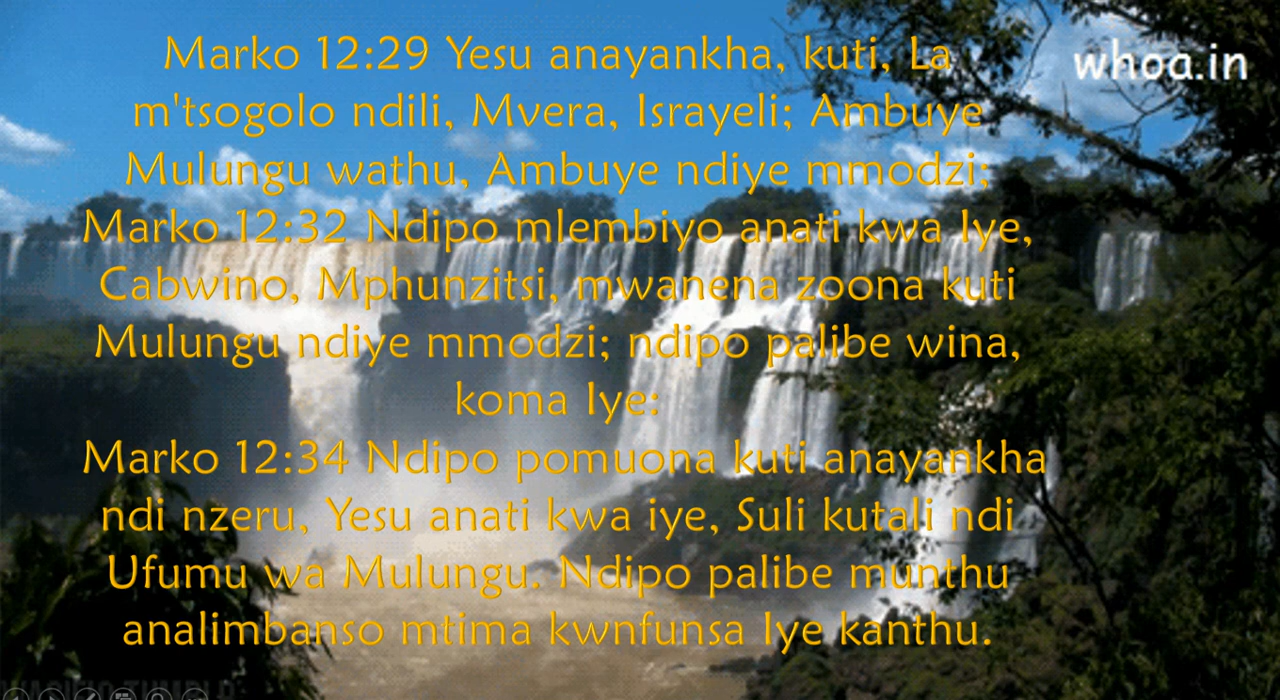 Marko 12:29 Yesu anayankha, kuti, La
whoa.in
m'tsogolo ndili, Mvera, Israyeli; Ambuye
Mulungu wathu, Ambuye ndiye mmodzi;
Marko 12:32 Ndipo mlembiyo anati kwa Iye,
Cabwino, Mphunzitsi, mwanena zoona kuti
Mulungu ndiye mmodzi; ndipo palibe wina,
koma Iye:
Marko 12:34 Ndipo pomuona kuti anayankha
ndi nzeru, Yesu anati kwa iye, Suli kutali ndi
Ufumu wa Mulungu. Ndipo palibe munthu
analimbanso mtima kwnfunsa Iye kanthu.